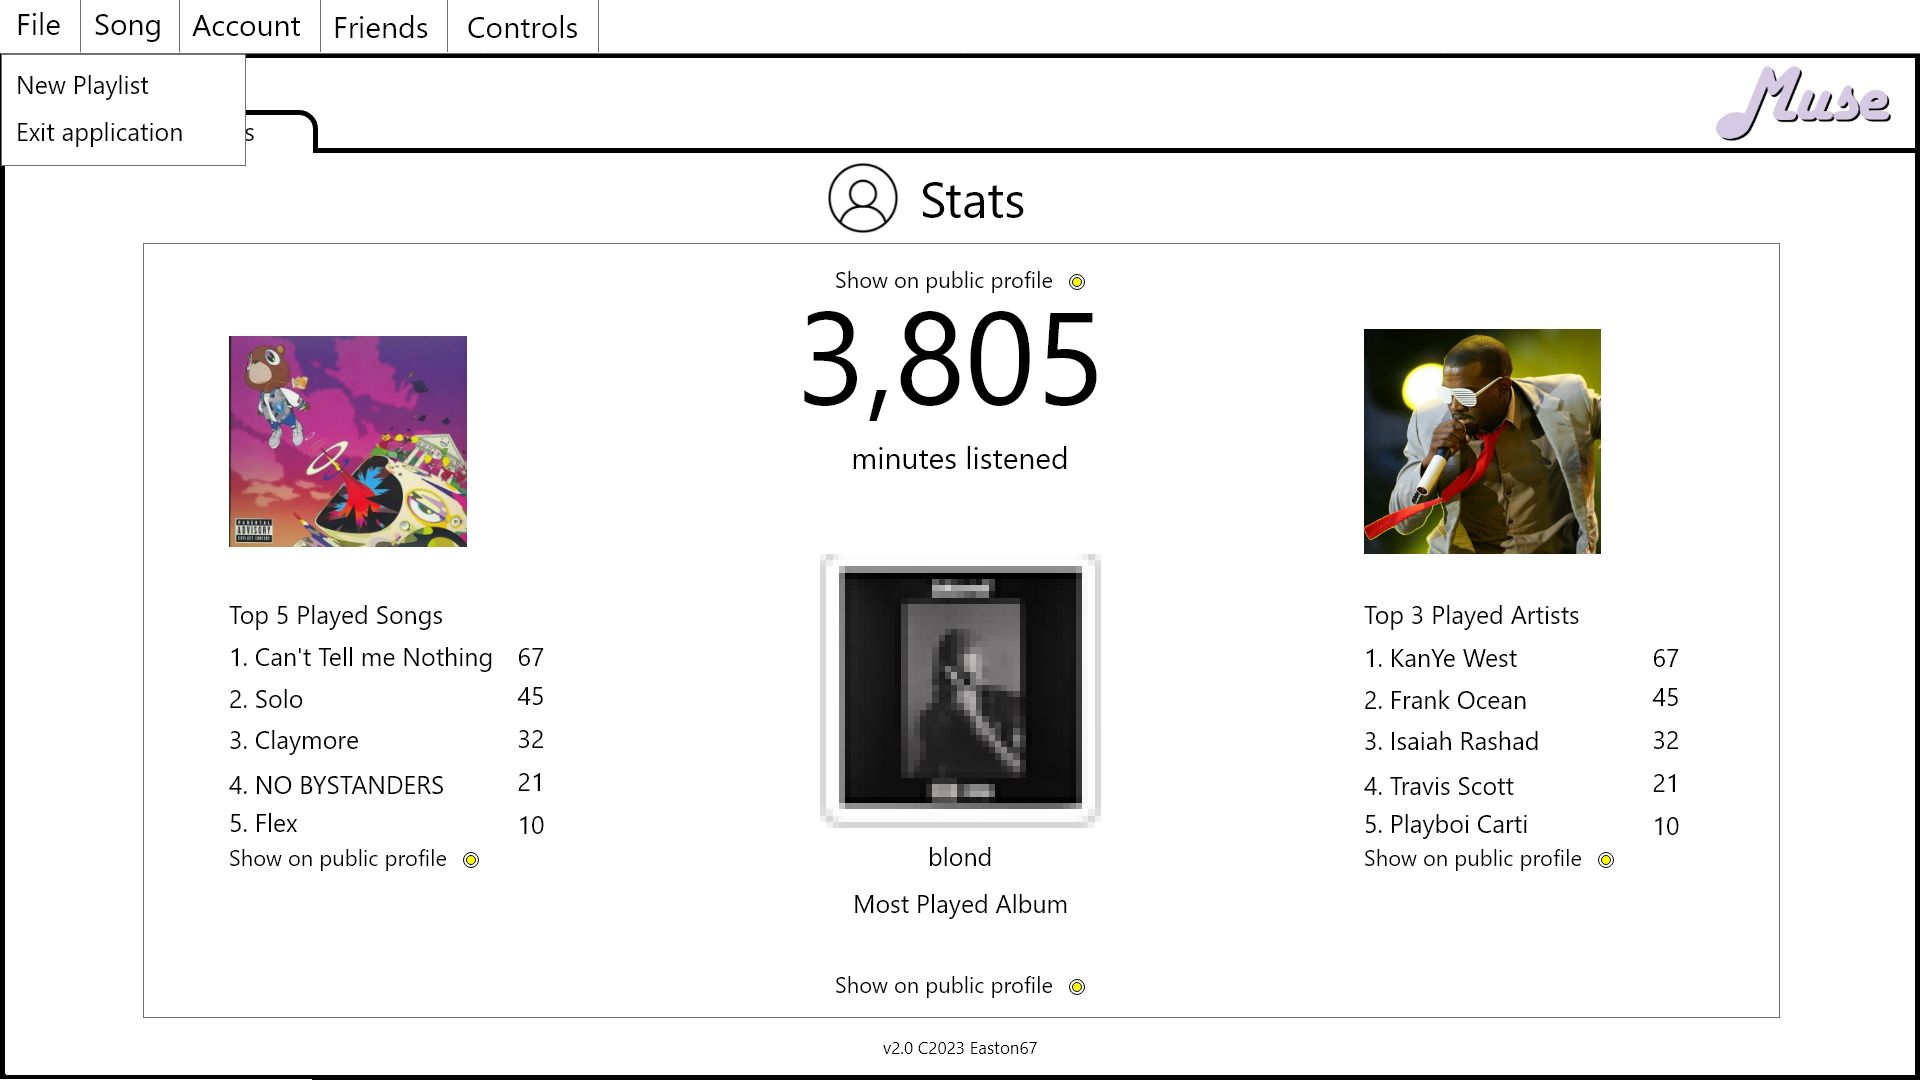 File Song Account Friends Controls
New Playlist
Exit application
s
Muse
Stats
Show on public profile
3,805
minutes listened
PARENTAL
ADVISORY
EXPLICIT CONTENT
Top 5 Played Songs
1. Can't Tell me Nothing 67
2. Solo 45
3. Claymore 32
4. NO BYSTANDERS 21
5. Flex 10
Show on public profile
blond
Most Played Album
Show on public profile
Top 3 Played Artists
1. KanYe West 67
2. Frank Ocean 45
3. Isaiah Rashad 32
4. Travis Scott 21
5. Playboi Carti 10
Show on public profile
v2.0 C2023 Easton67